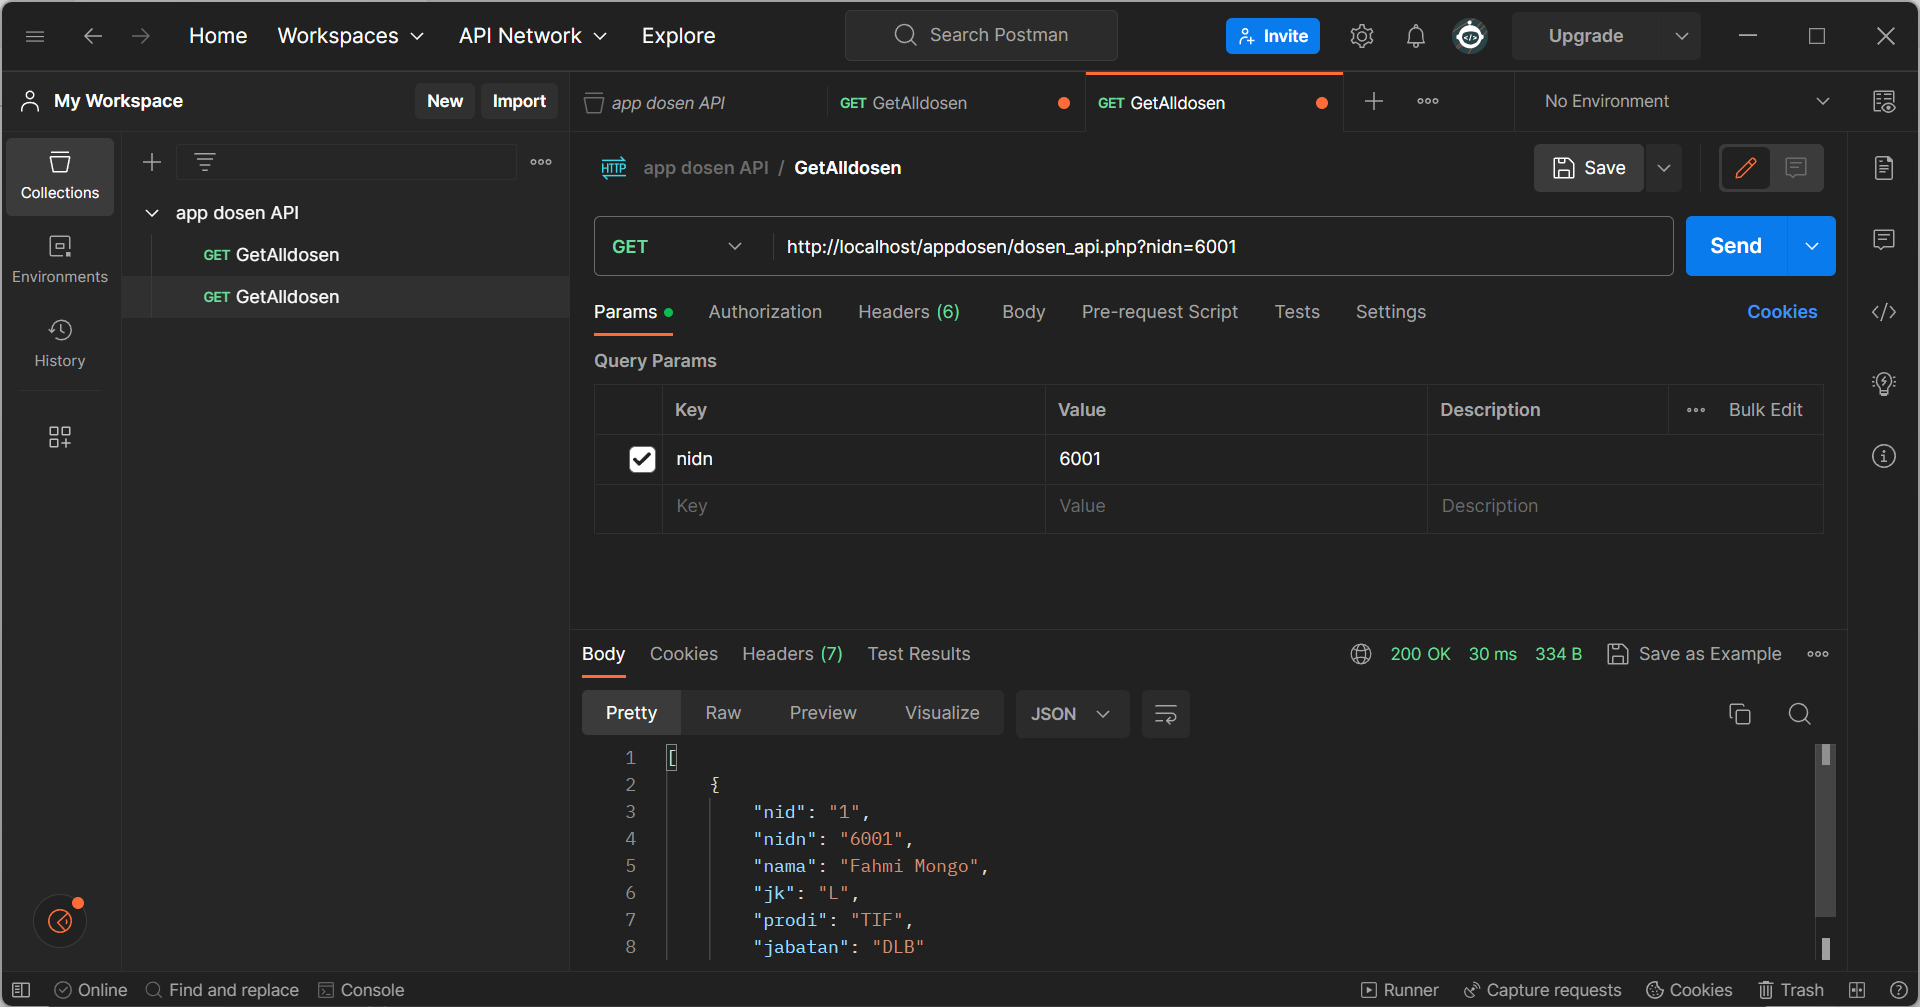 Home Workspaces API Network Explore Search Postman Invite Upgrade
My Workspace New Import
app dosen API GET GetAlldosen GET GetAlldosen No Environment
Collections
Environments
History
app dosen API
GET GetAlldosen
GET GetAlldosen
HTTP app dosen API / GetAlldosen Save
GET http://localhost/appdosen/dosen_api.php?nidn=6001 Send
Params Authorization Headers (6) Body Pre-request Script Tests Settings Cookies
Query Params
Key Value Description Bulk Edit
nidn 6001
Key Value Description
Body Cookies Headers (7) Test Results 200 OK 30 ms 334 B Save as Example
Pretty Raw Preview Visualize JSON
1 [
2 {
3 "nid": "1",
4 "nidn": "6001",
5 "nama": "Fahmi Mongo",
6 "jk": "L",
7 "prodi": "TIF",
8 "jabatan": "DLB"
Online Find and replace Console Runner Capture requests Cookies Trash